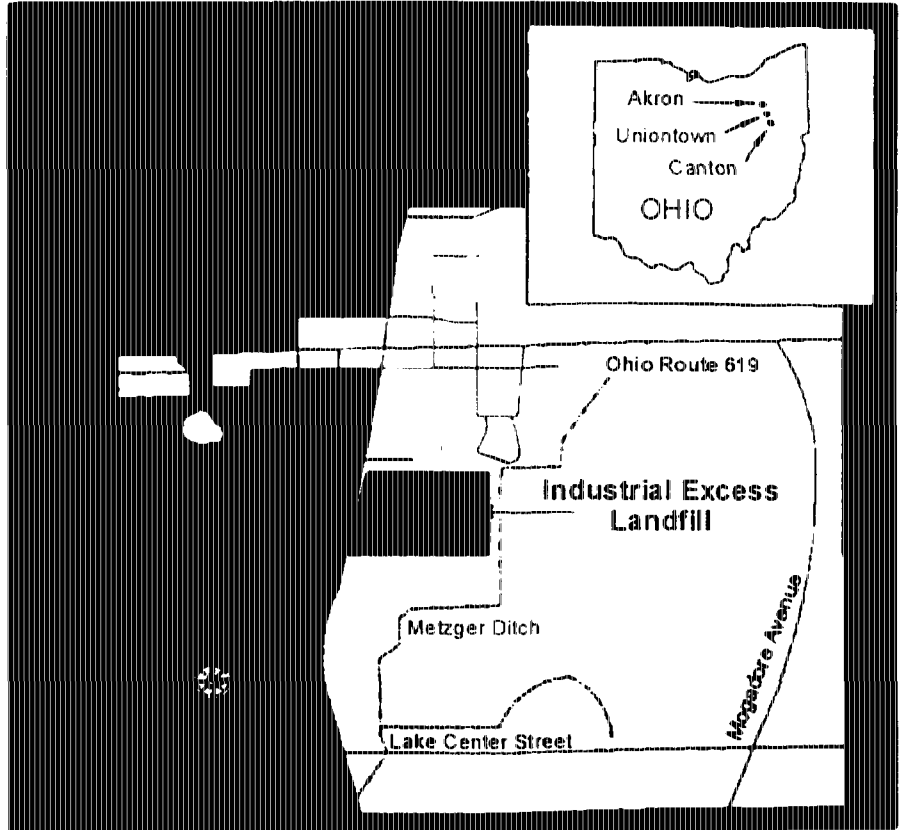 Akron
Uniontown
Canton
OHIO
Ohio Route 619
Industrial Excess
Landfill
Metzger Ditch
Mogadore Avenue
Lake Center Street